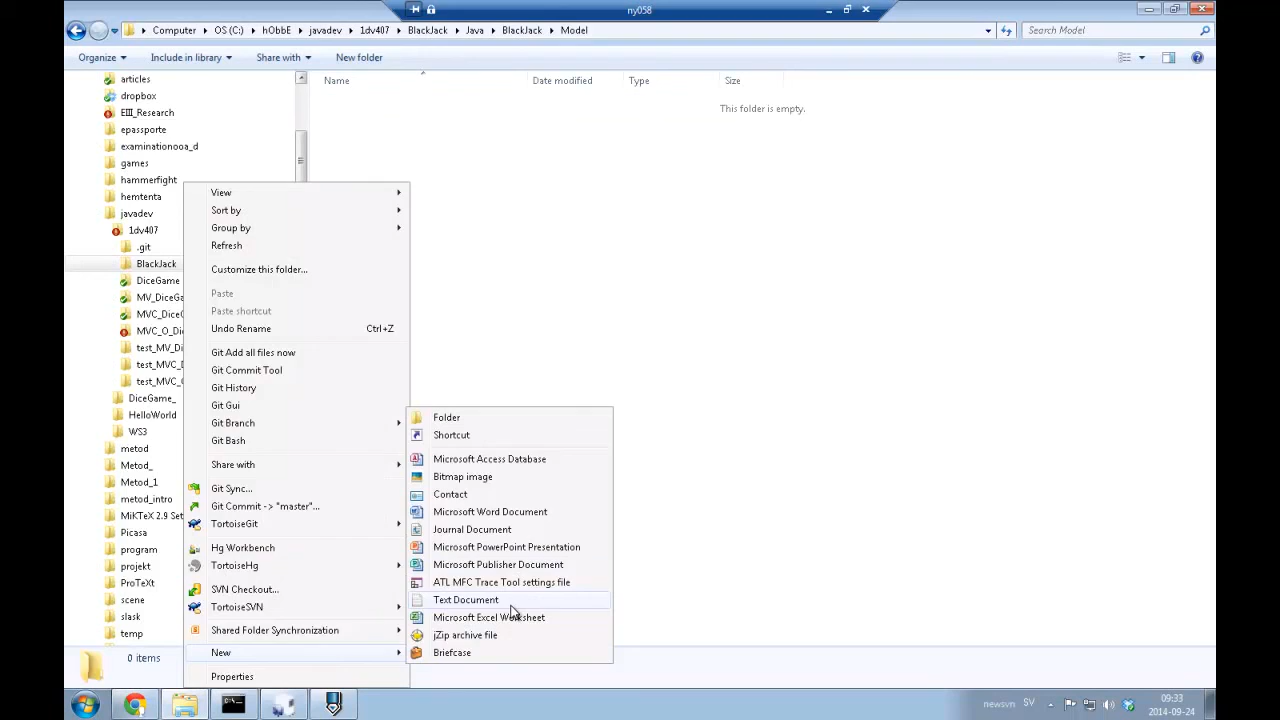 ny058
Computer OS (C:) hObbE javadev 1dv407 BlackJack Java BlackJack Model
Search Model
Organize Include in library Share with New folder
Name Date modified Type Size
This folder is empty.
articles
dropbox
EIII_Research
epassporte
examinationooa_d
games
hammerfight
hemtenta
javadev
1dv407
.git
BlackJack
DiceGame
MV_DiceGa
MVC_DiceG
MVC_O_Dic
test_MV_Di
test_MVC_D
test_MVC_O
DiceGame_
HelloWorld
WS3
metod
Metod_
Metod_1
metod_intro
MiKTeX 2.9 Set
Picasa
program
projekt
ProTeXt
scene
slask
temp
View
Sort by
Group by
Refresh
Customize this folder...
Paste
Paste shortcut
Undo Rename Ctrl+Z
Git Add all files now
Git Commit Tool
Git History
Git Gui
Git Branch
Git Bash
Share with
Git Sync...
Git Commit -> "master"...
TortoiseGit
Hg Workbench
TortoiseHg
SVN Checkout...
TortoiseSVN
Shared Folder Synchronization
New
Properties
Folder
Shortcut
Microsoft Access Database
Bitmap image
Contact
Microsoft Word Document
Journal Document
Microsoft PowerPoint Presentation
Microsoft Publisher Document
ATL MFC Trace Tool settings file
Text Document
Microsoft Excel Worksheet
jZip archive file
Briefcase
0 items
newsvn SV
09:33
2014-09-24